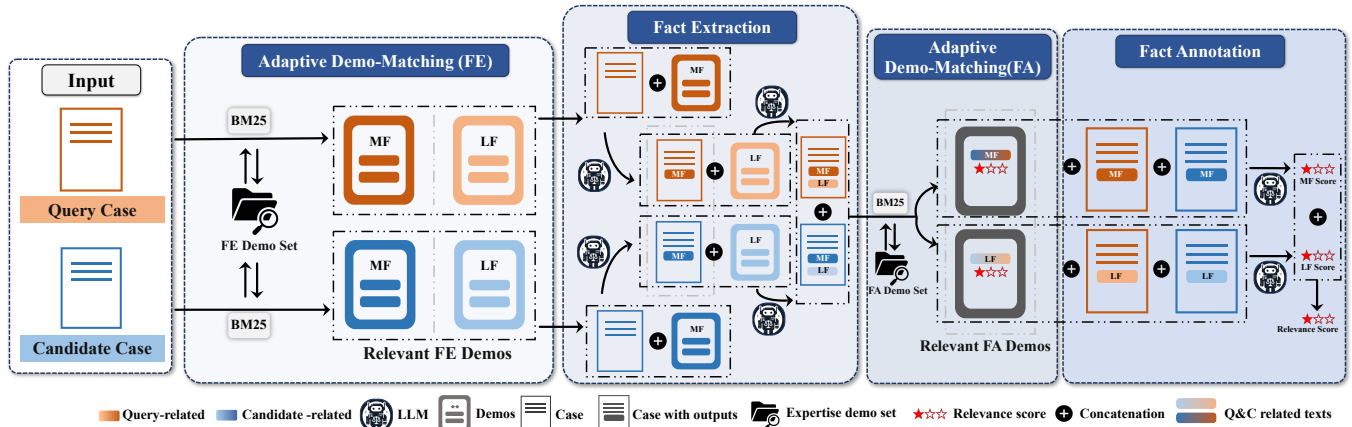 Input
Query Case
Candidate Case
Adaptive Demo-Matching (FE)
BM25
FE Demo Set
BM25
MF
LF
MF
LF
Relevant FE Demos
Fact Extraction
MF
MF
LF
MF
LF
MF
LF
MF
LF
MF
Adaptive
Demo-Matching(FA)
BM25
FA Demo Set
MF
LF
Relevant FA Demos
Fact Annotation
MF
MF
MF Score
LF
LF
LF Score
Relevance Score
Query-related
Candidate -related
LLM
Demos
Case
Case with outputs
Expertise demo set
Relevance score
Concatenation
Q&C related texts